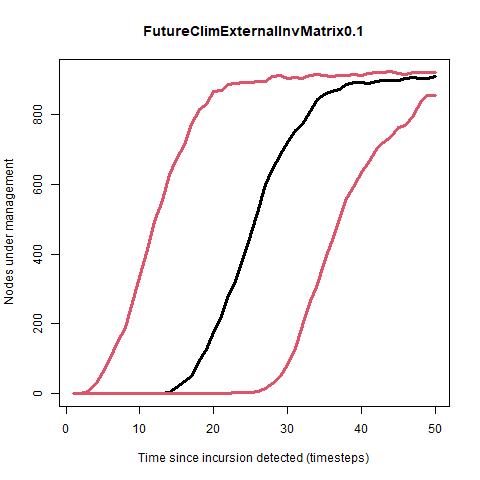 FutureClimExternalInvMatrix0.1
Nodes under management
800
600
400
200
0
0 10 20 30 40 50
Time since incursion detected (timesteps)